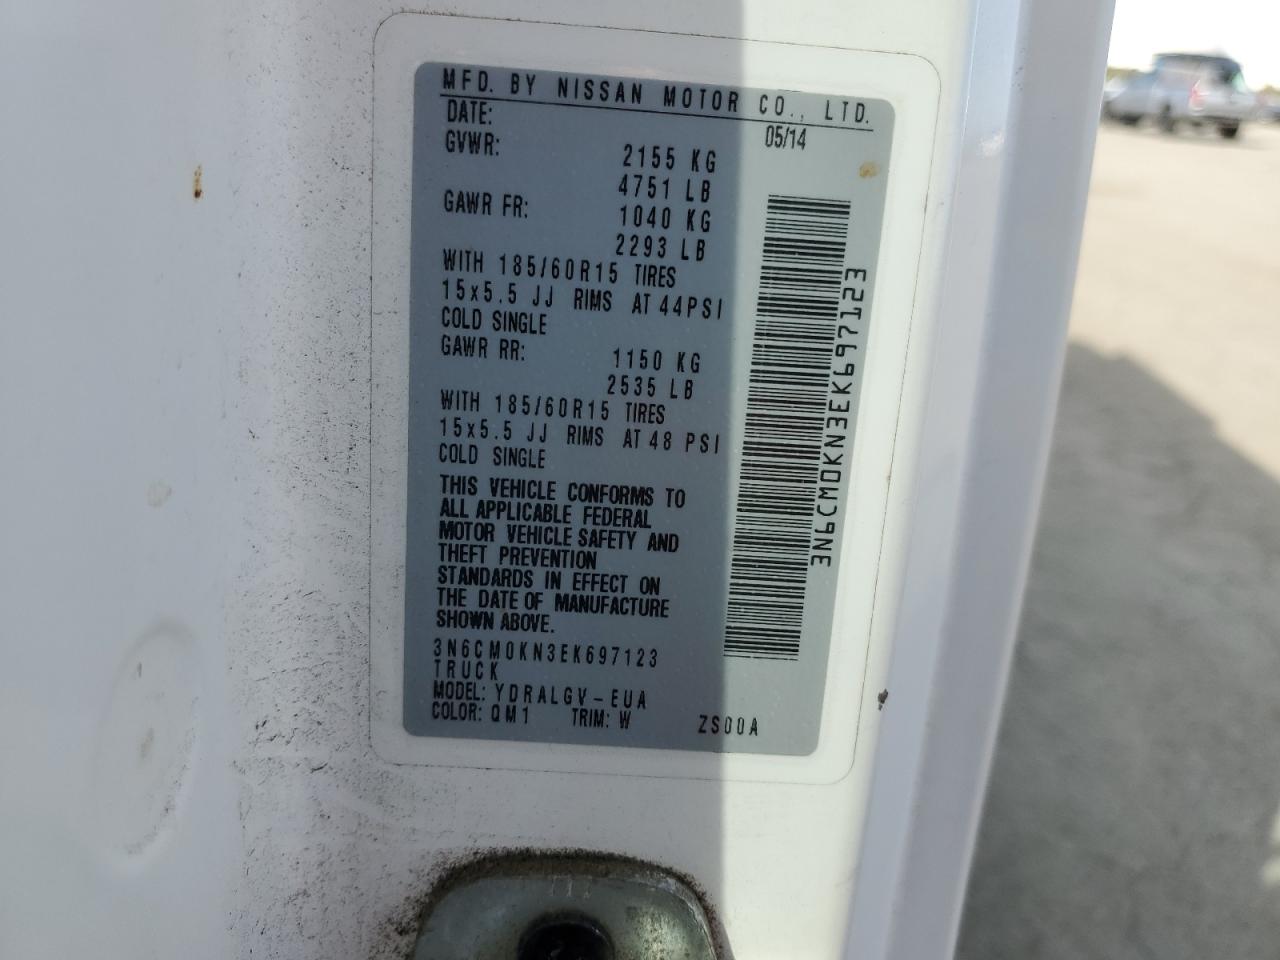 MFD. BY NISSAN MOTOR CO., LTD.
DATE: 05/14
GVWR: 2155 KG
4751 LB
GAWR FR: 1040 KG
2293 LB
WITH 185/60R15 TIRES
15x5.5 JJ RIMS AT 44PSI
COLD SINGLE
GAWR RR: 1150 KG
2535 LB
WITH 185/60R15 TIRES
15x5.5 JJ RIMS AT 48 PSI
COLD SINGLE
THIS VEHICLE CONFORMS TO
ALL APPLICABLE FEDERAL
MOTOR VEHICLE SAFETY AND
THEFT PREVENTION
STANDARDS IN EFFECT ON
THE DATE OF MANUFACTURE
SHOWN ABOVE.
3N6CM0KN3EK697123
TRUCK
MODEL: YDRALGV-EUA
COLOR: QM1 TRIM: W ZS00A
3N6CM0KN3EK697123